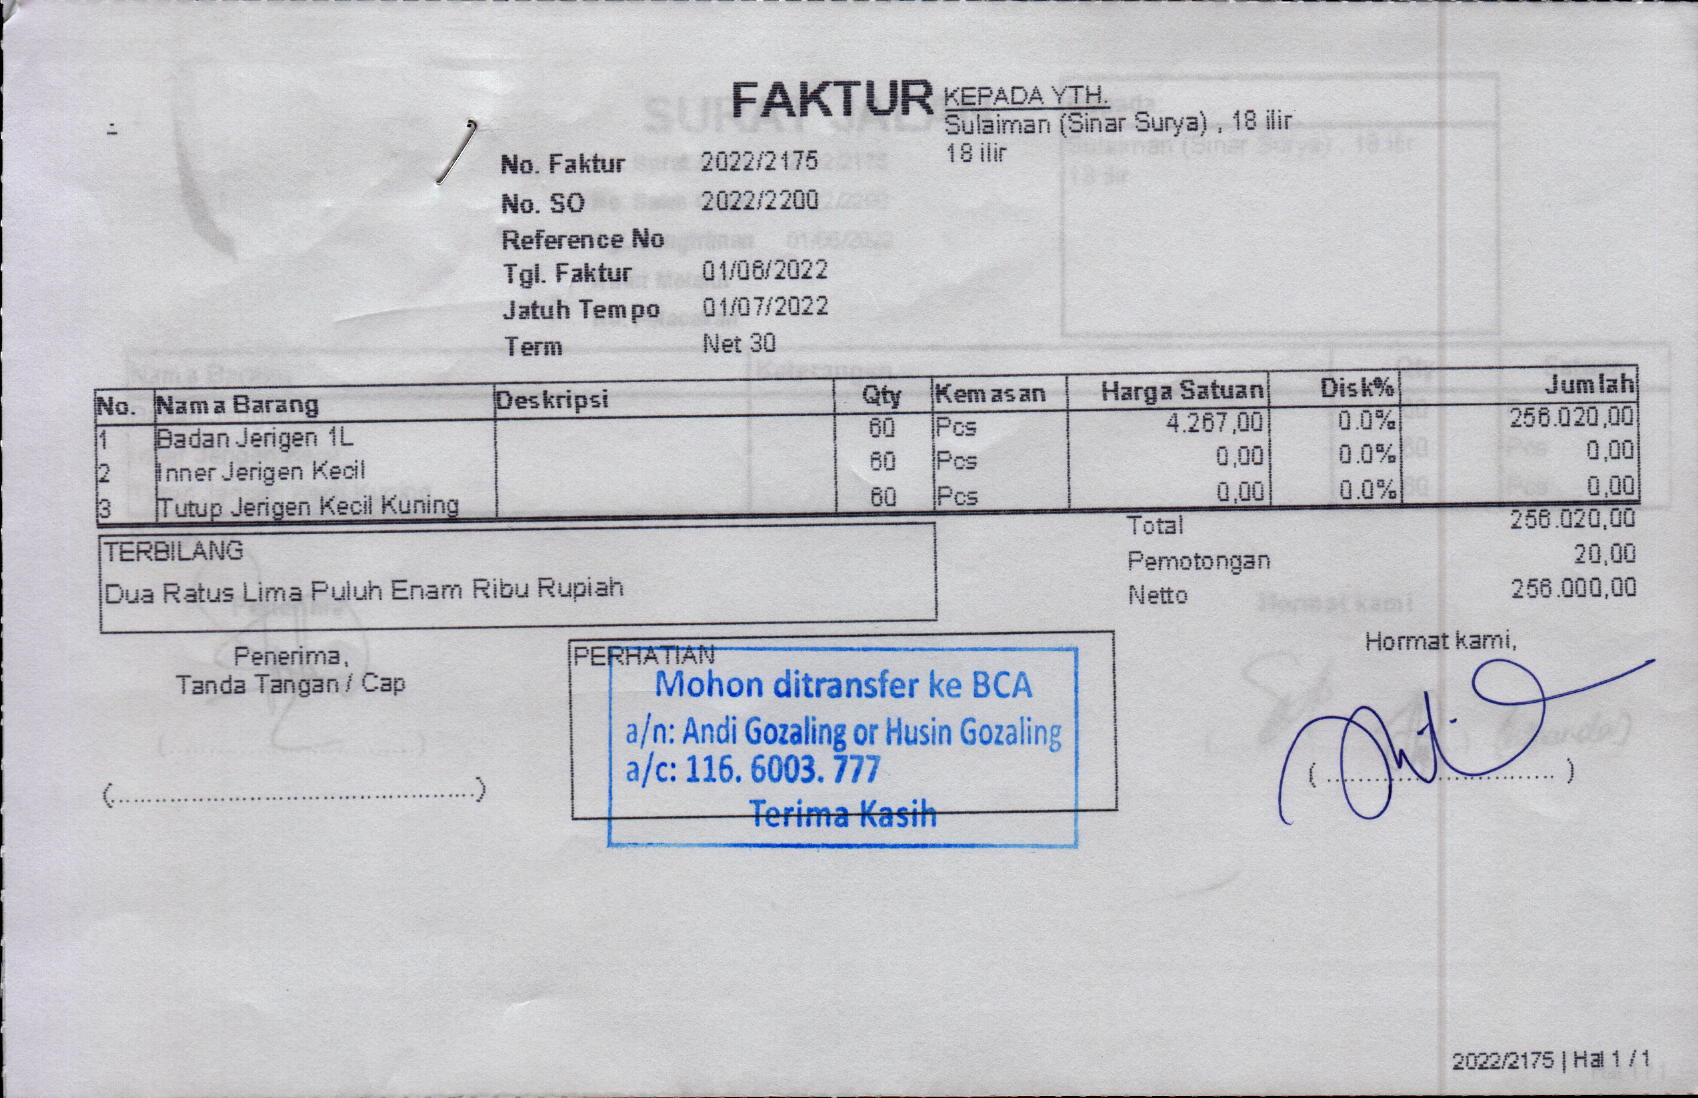 FAKTUR
KEPADA YTH.
Sulaiman (Sinar Surya) , 18 ilir
18 ilir
No. Faktur 2022/2175
No. SO 2022/2200
Reference No
Tgl. Faktur 01/06/2022
Jatuh Tempo 01/07/2022
Term Net 30
No. Nama Barang Deskripsi Qty Kemasan Harga Satuan Disk% Jumlah
1 Badan Jerigen 1L 60 Pcs 4.267,00 0.0% 256.020,00
2 Inner Jerigen Kecil 60 Pcs 0,00 0.0% 0,00
3 Tutup Jerigen Kecil Kuning 60 Pcs 0,00 0.0% 0,00
Total 256.020,00
Pemotongan 20,00
Netto 256.000,00
TERBILANG
Dua Ratus Lima Puluh Enam Ribu Rupiah
Penerima,
Tanda Tangan / Cap
(................................................)
PERHATIAN
Mohon ditransfer ke BCA
a/n: Andi Gozaling or Husin Gozaling
a/c: 116. 6003. 777
Terima Kasih
Hormat kami,
( .............................. )
2022/2175 | Hal 1 / 1